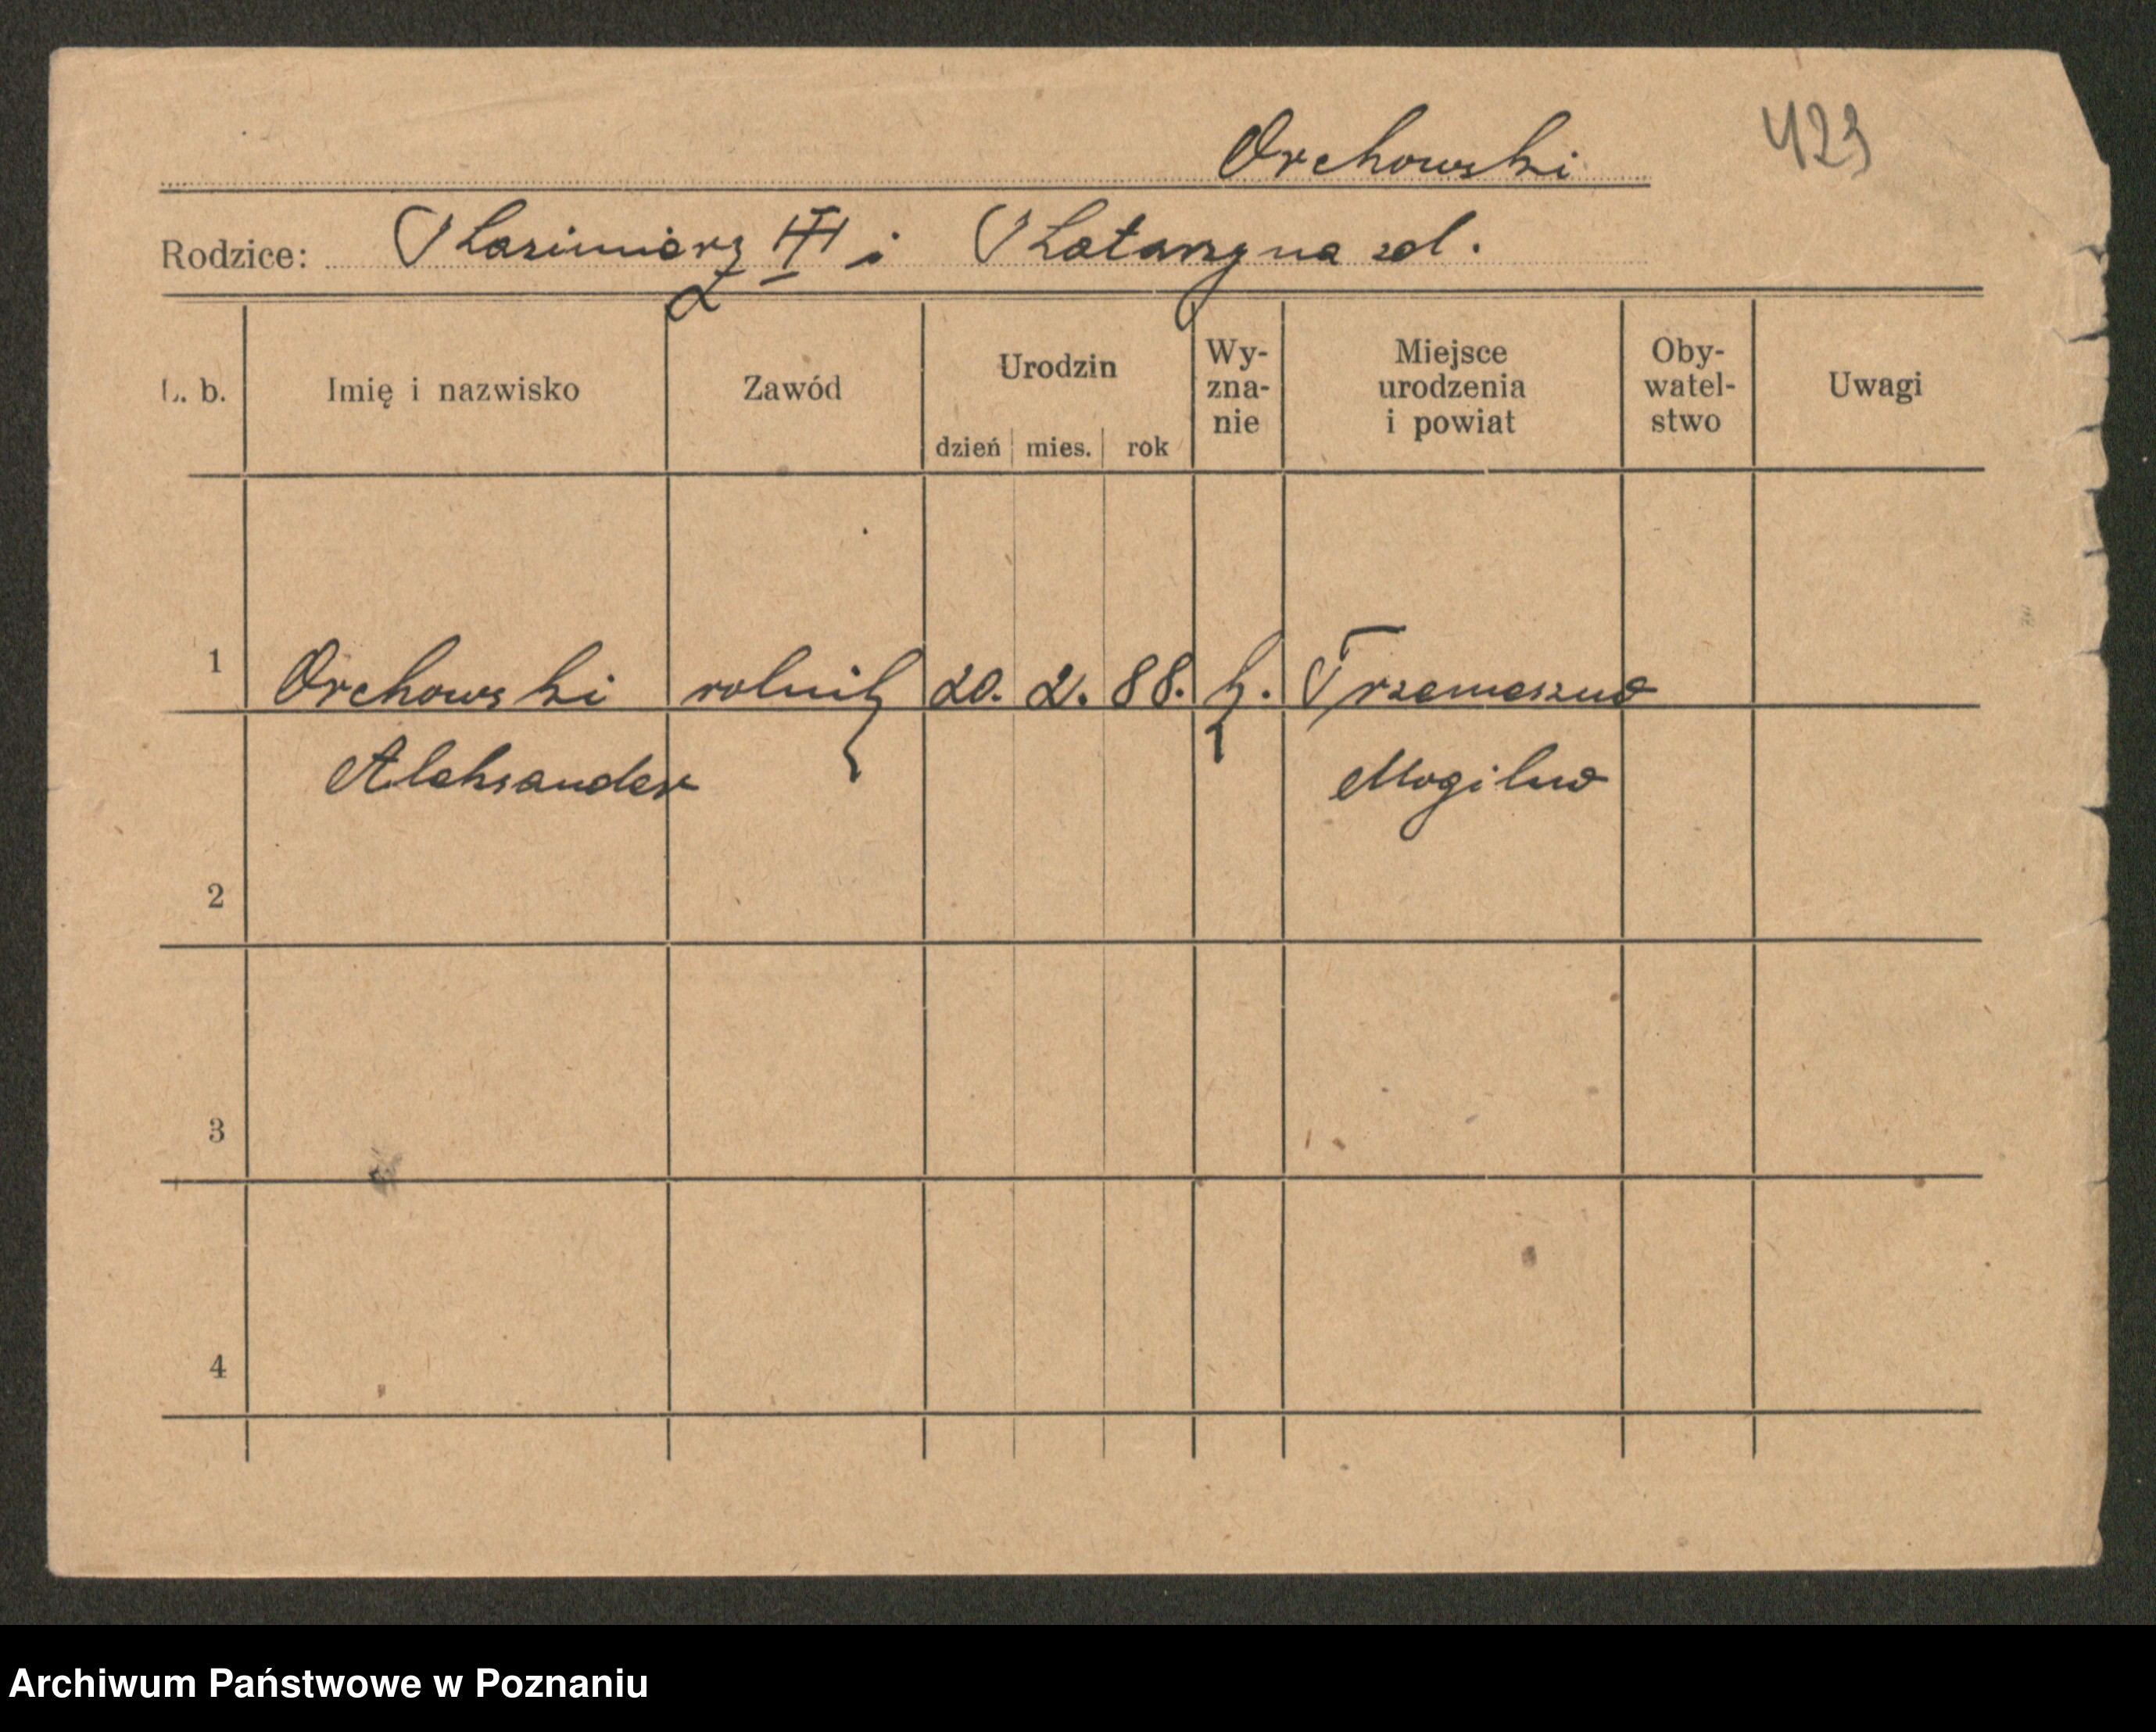 Orchowski 423
Rodzice: Kazimierz i Katarzyna
L. b. Imię i nazwisko Zawód Urodzin dzień mies. rok Wy-zna-nie Miejsce urodzenia i powiat Oby-watel-stwo Uwagi
1 Orchowski rolnik 20. 2. 88. k. Trzemeszno
Aleksander Mogilno
2
3
4
Archiwum Państwowe w Poznaniu